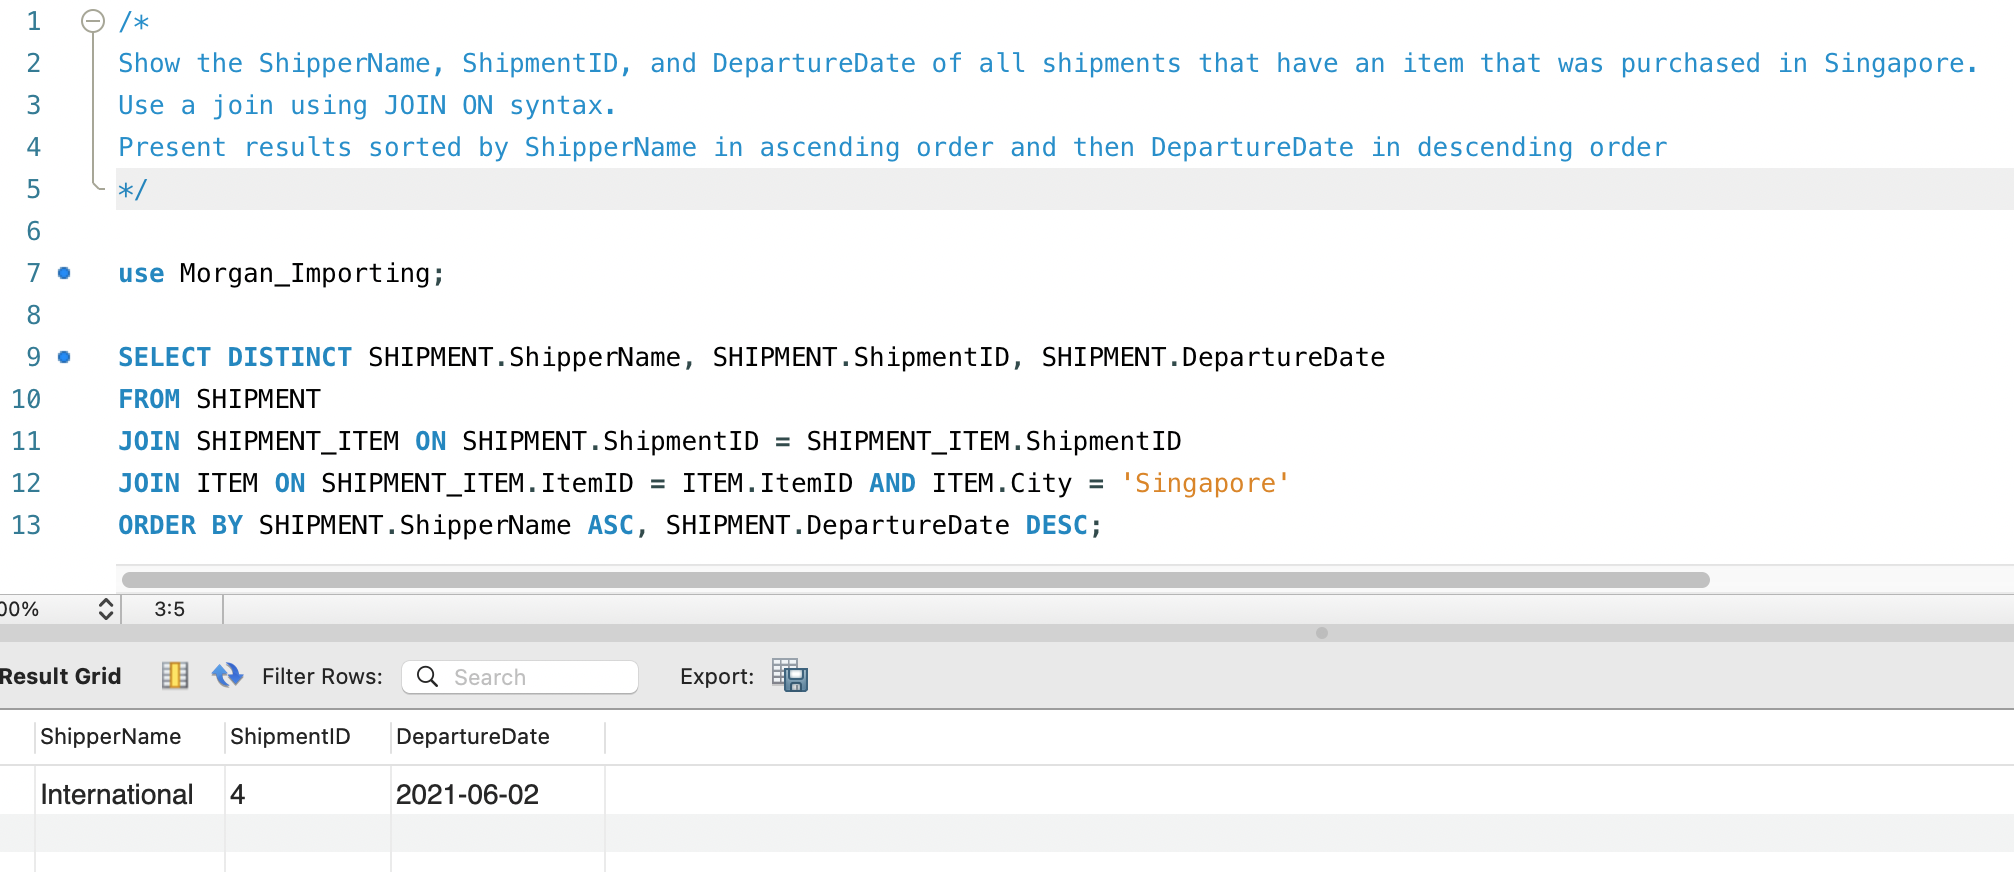 1 /*
2 Show the ShipperName, ShipmentID, and DepartureDate of all shipments that have an item that was purchased in Singapore.
3 Use a join using JOIN ON syntax.
4 Present results sorted by ShipperName in ascending order and then DepartureDate in descending order
5 */
6
7 use Morgan_Importing;
8
9 SELECT DISTINCT SHIPMENT.ShipperName, SHIPMENT.ShipmentID, SHIPMENT.DepartureDate
10 FROM SHIPMENT
11 JOIN SHIPMENT_ITEM ON SHIPMENT.ShipmentID = SHIPMENT_ITEM.ShipmentID
12 JOIN ITEM ON SHIPMENT_ITEM.ItemID = ITEM.ItemID AND ITEM.City = 'Singapore'
13 ORDER BY SHIPMENT.ShipperName ASC, SHIPMENT.DepartureDate DESC;
00% 3:5
Result Grid Filter Rows: Search Export:
ShipperName ShipmentID DepartureDate
International 4 2021-06-02